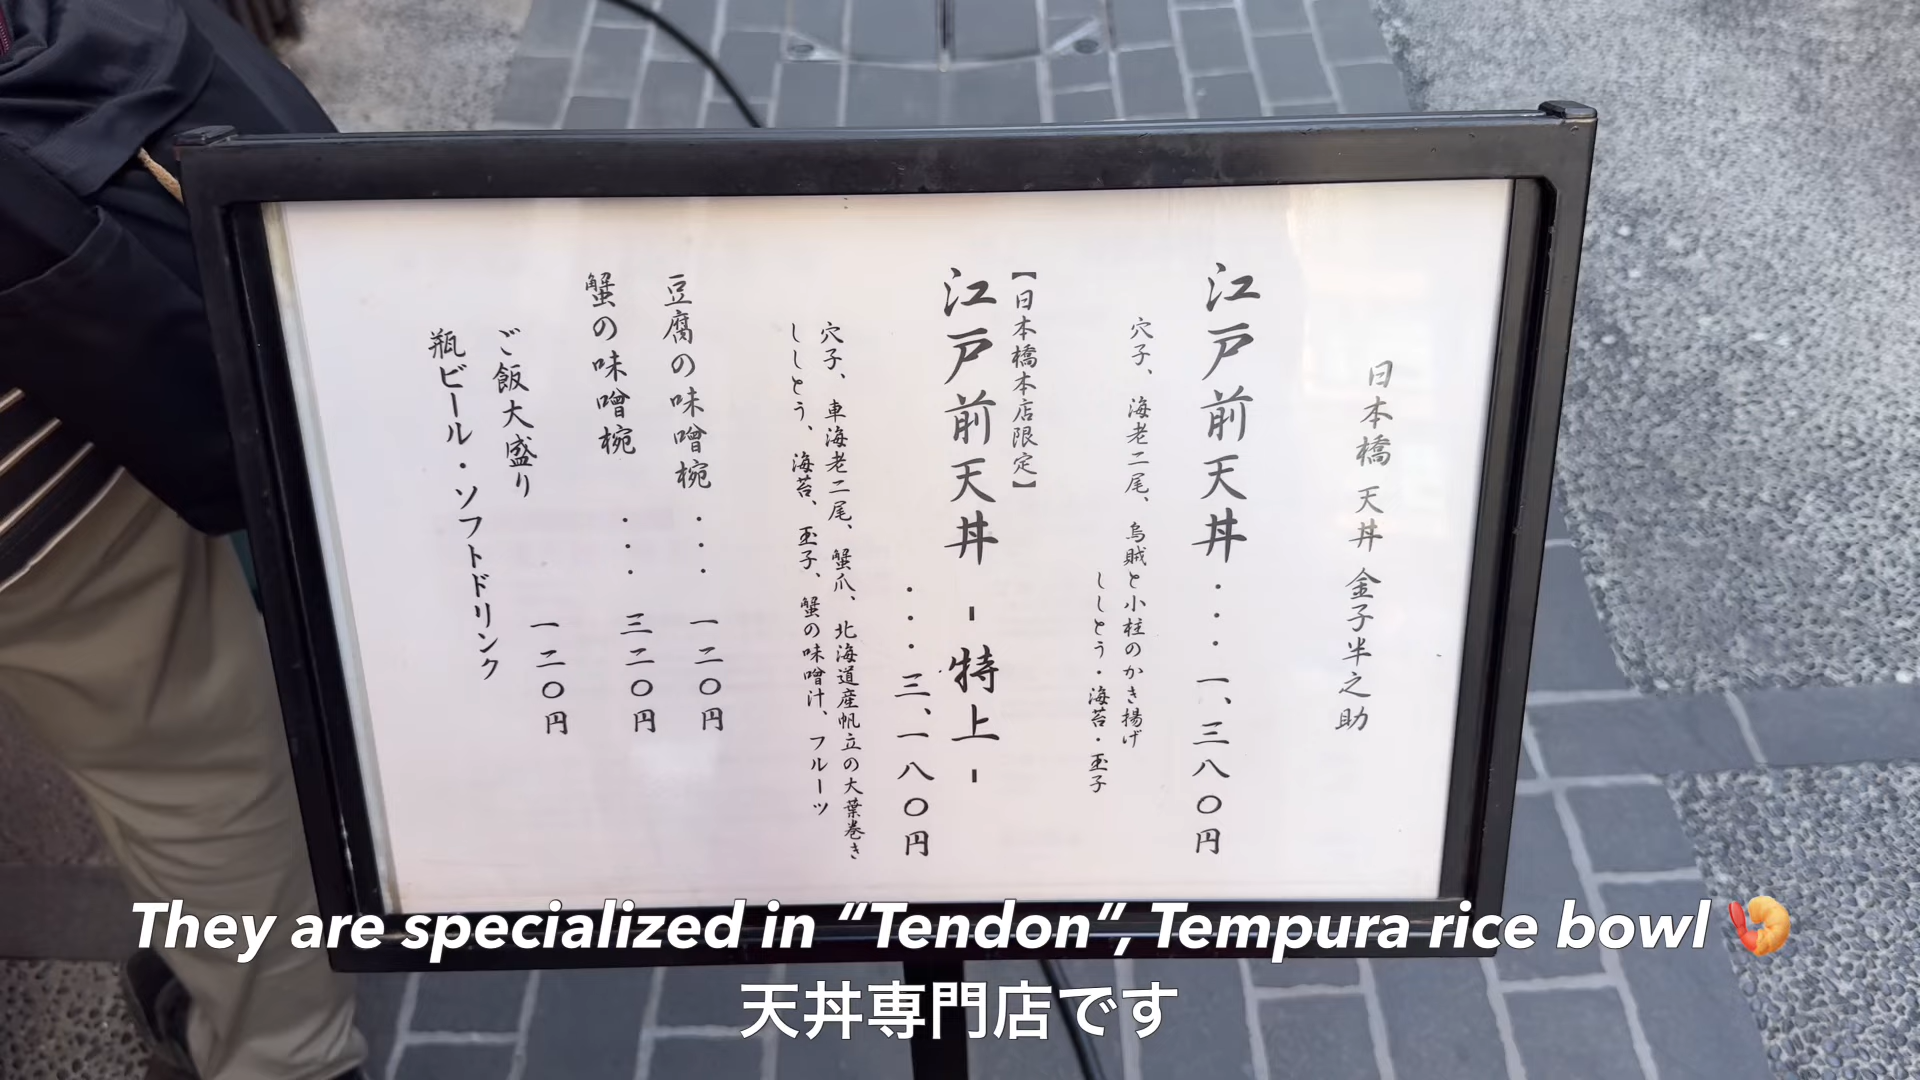 日本橋 天丼 金子半之助
江戸前天丼・・・一、三八〇円
穴子、海老二尾、烏賊と小柱のかき揚げ
ししとう・海苔・玉子
【日本橋本店限定】
江戸前天丼 -特上-
・・・三、一八〇円
穴子、車海老二尾、蟹爪、北海道産帆立の大葉巻き
ししとう、海苔、玉子、蟹の味噌汁、フルーツ
豆腐の味噌椀・・・一二〇円
蟹の味噌椀・・・三二〇円
ご飯大盛り 一二〇円
瓶ビール・ソフトドリンク
They are specialized in “Tendon”, Tempura rice bowl 🍤
天丼専門店です